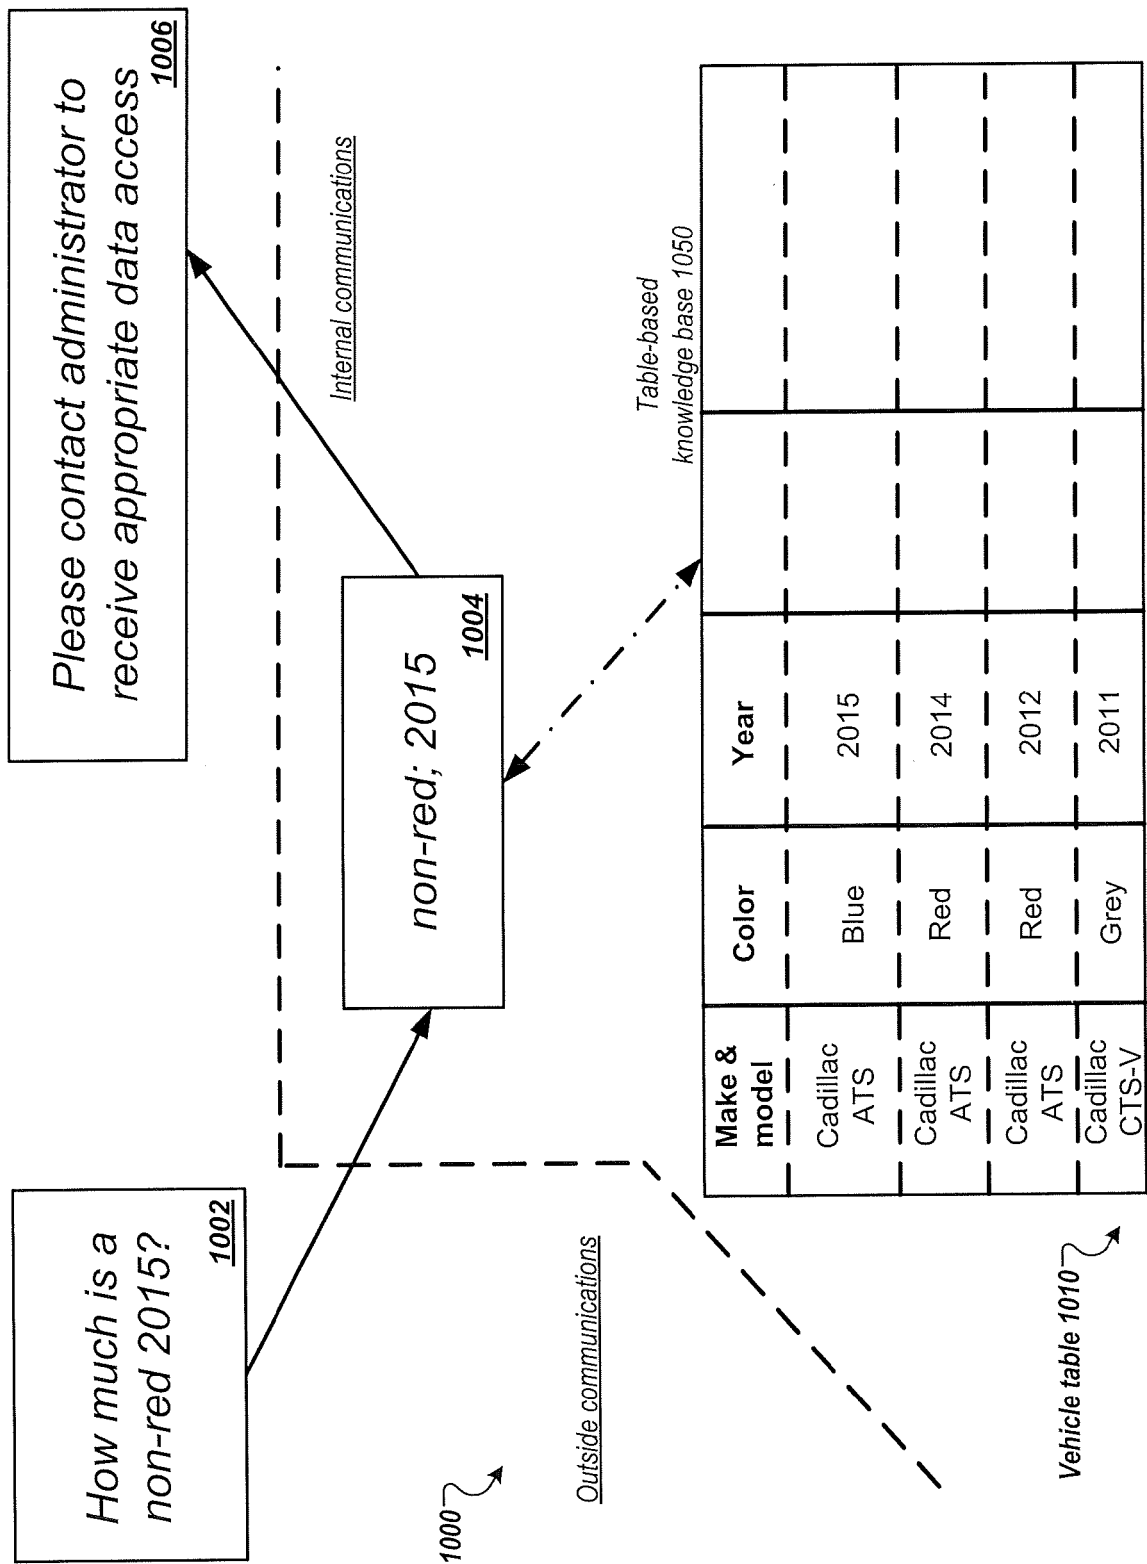 How much is a
non-red 2015?
1002
Please contact administrator to
receive appropriate data access
1006
1000
Internal communications
non-red; 2015
1004
Outside communications
Table-based
knowledge base 1050
Vehicle table 1010
Make &
model
Color
Year
Cadillac
ATS
Blue
2015
Cadillac
ATS
Red
2014
Cadillac
ATS
Red
2012
Cadillac
CTS-V
Grey
2011